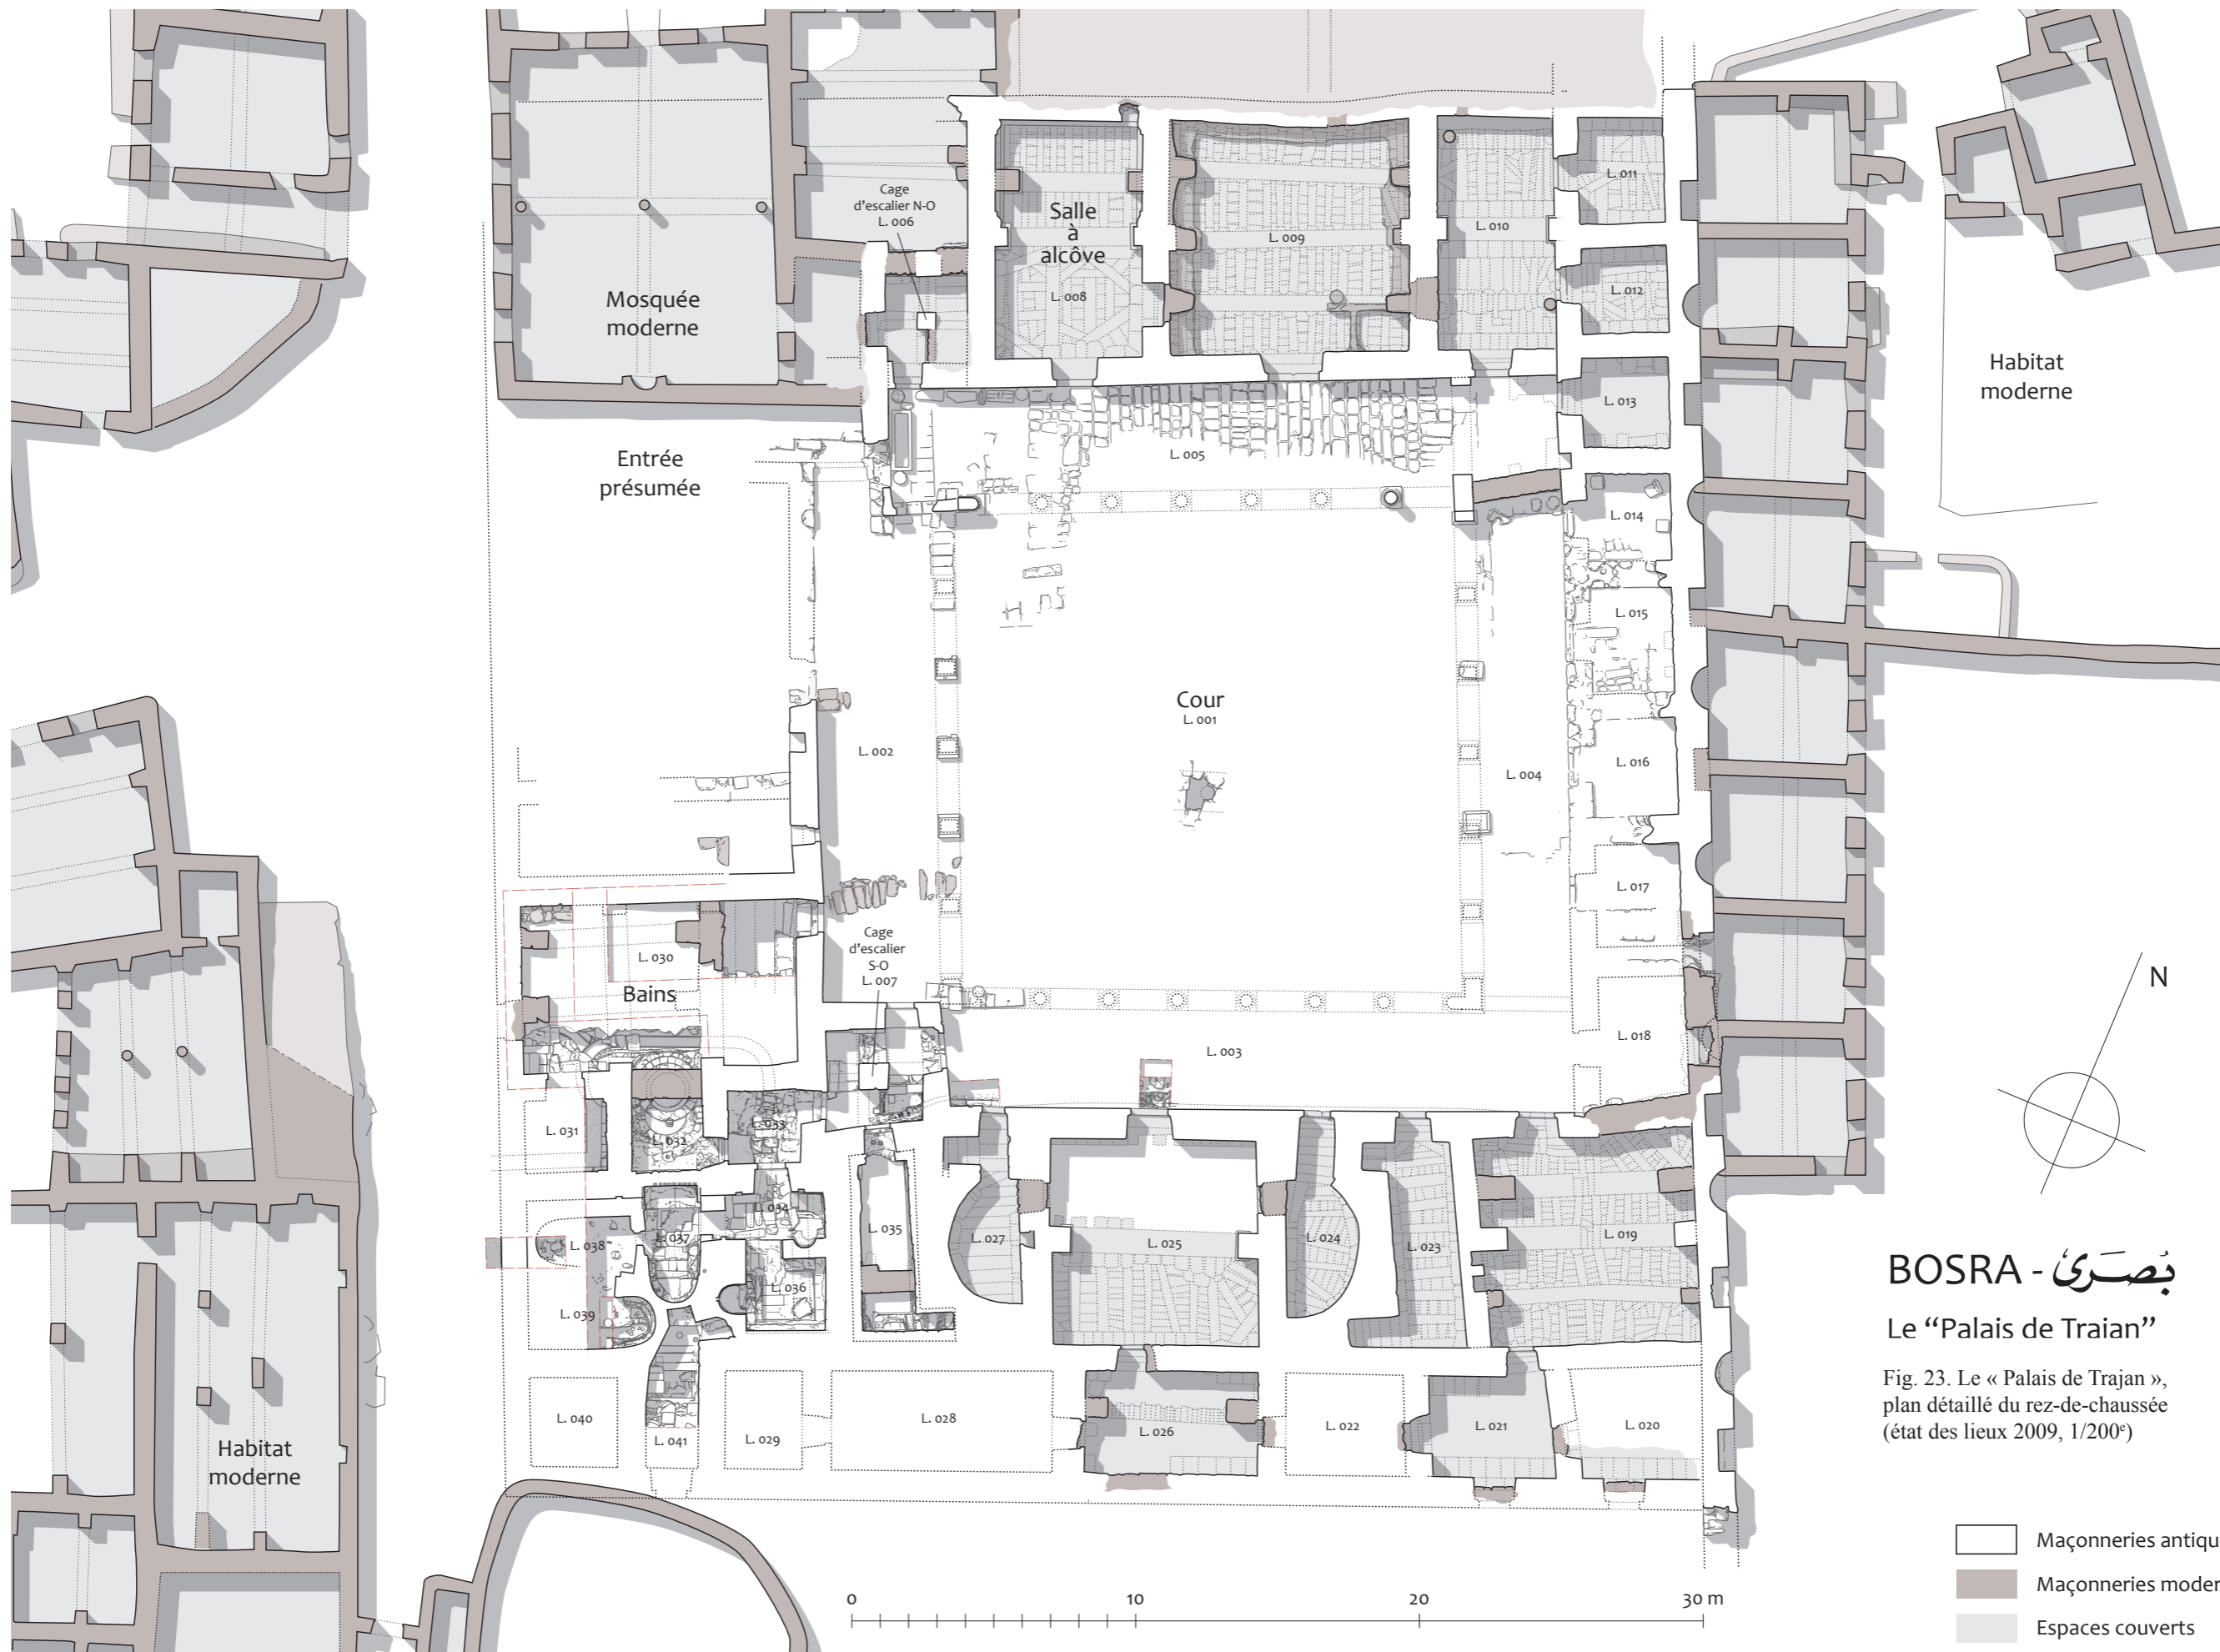 Cage
d'escalier N-O
L. 006
Salle
à
alcôve
L. 008
L. 009
L. 010
L. 011
L. 012
L. 013
Mosquée
moderne
Habitat
moderne
Entrée
présumée
L. 005
L. 014
L. 015
Cour
L. 001
L. 002
L. 004
L. 016
L. 017
Cage
d'escalier
S-O
L. 007
L. 030
Bains
N
L. 018
L. 003
L. 031
L. 032
L. 033
L. 034
L. 035
L. 038
L. 037
L. 027
L. 025
L. 024
L. 023
L. 019
L. 036
L. 039
BOSRA - بُصرَىٰ
Le “Palais de Traian”
Fig. 23. Le « Palais de Trajan »,
plan détaillé du rez-de-chaussée
(état des lieux 2009, 1/200e)
L. 040
L. 041
L. 029
L. 028
L. 026
L. 022
L. 021
L. 020
Habitat
moderne
Maçonneries antiqu
Maçonneries moder
Espaces couverts
0 10 20 30 m